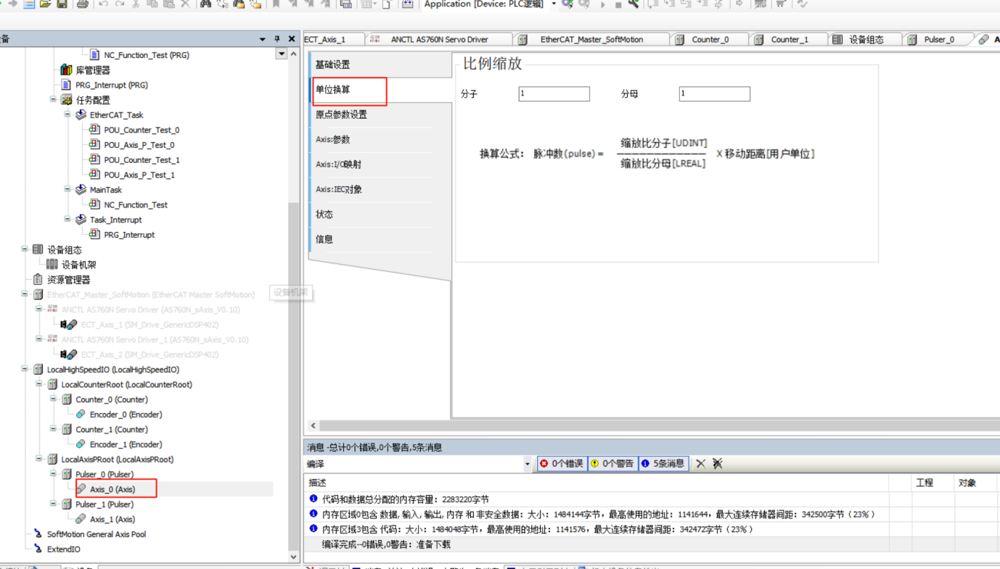 Application [Device: PLC逻辑]
备
NC_Function_Test (PRG)
库管理器
PRG_Interrupt (PRG)
任务配置
EtherCAT_Task
POU_Counter_Test_0
POU_Axis_P_Test_0
POU_Counter_Test_1
POU_Axis_P_Test_1
MainTask
NC_Function_Test
Task_Interrupt
PRG_Interrupt
设备组态
设备机架
资源管理器
EtherCAT_Master_SoftMotion (EtherCAT Master SoftMotion)
设备机架
ANCTL AS760N Servo Driver (AS760N_sAxis_V0.10)
ECT_Axis_1 (SM_Drive_GenericDSP402)
ANCTL AS760N Servo Driver_1 (AS760N_sAxis_V0.10)
ECT_Axis_2 (SM_Drive_GenericDSP402)
LocalHighSpeedIO (LocalHighSpeedIO)
LocalCounterRoot (LocalCounterRoot)
Counter_0 (Counter)
Encoder_0 (Encoder)
Counter_1 (Counter)
Encoder_1 (Encoder)
LocalAxisPRoot (LocalAxisPRoot)
Pulser_0 (Pulser)
Axis_0 (Axis)
Pulser_1 (Pulser)
Axis_1 (Axis)
SoftMotion General Axis Pool
ExtendIO
ECT_Axis_1 ANCTL AS760N Servo Driver EtherCAT_Master_SoftMotion Counter_0 Counter_1 设备组态 Pulser_0 A
基础设置
单位换算
原点参数设置
Axis:参数
Axis:I/O映射
Axis:IEC对象
状态
信息
比例缩放
分子 1 分母 1
换算公式: 脉冲数(pulse)= 缩放比分子[UDINT] X 移动距离[用户单位]
缩放比分母[LREAL]
消息 -总计0个错误,0个警告,5条消息
编译 0个错误 0个警告 5条消息
描述 工程 对象
代码和数据总分配的内存容量: 2283220字节
内存区域0包含 数据, 输入, 输出, 内存 和 非安全数据: 大小: 1484144字节, 最高使用的地址: 1141644, 最大连续存储器间距: 342500字节 (23%)
内存区域3包含 代码: 大小: 1484048字节, 最高使用的地址: 1141576, 最大连续存储器间距: 342472字节 (23%)
编译完成--0错误,0警告: 准备下载